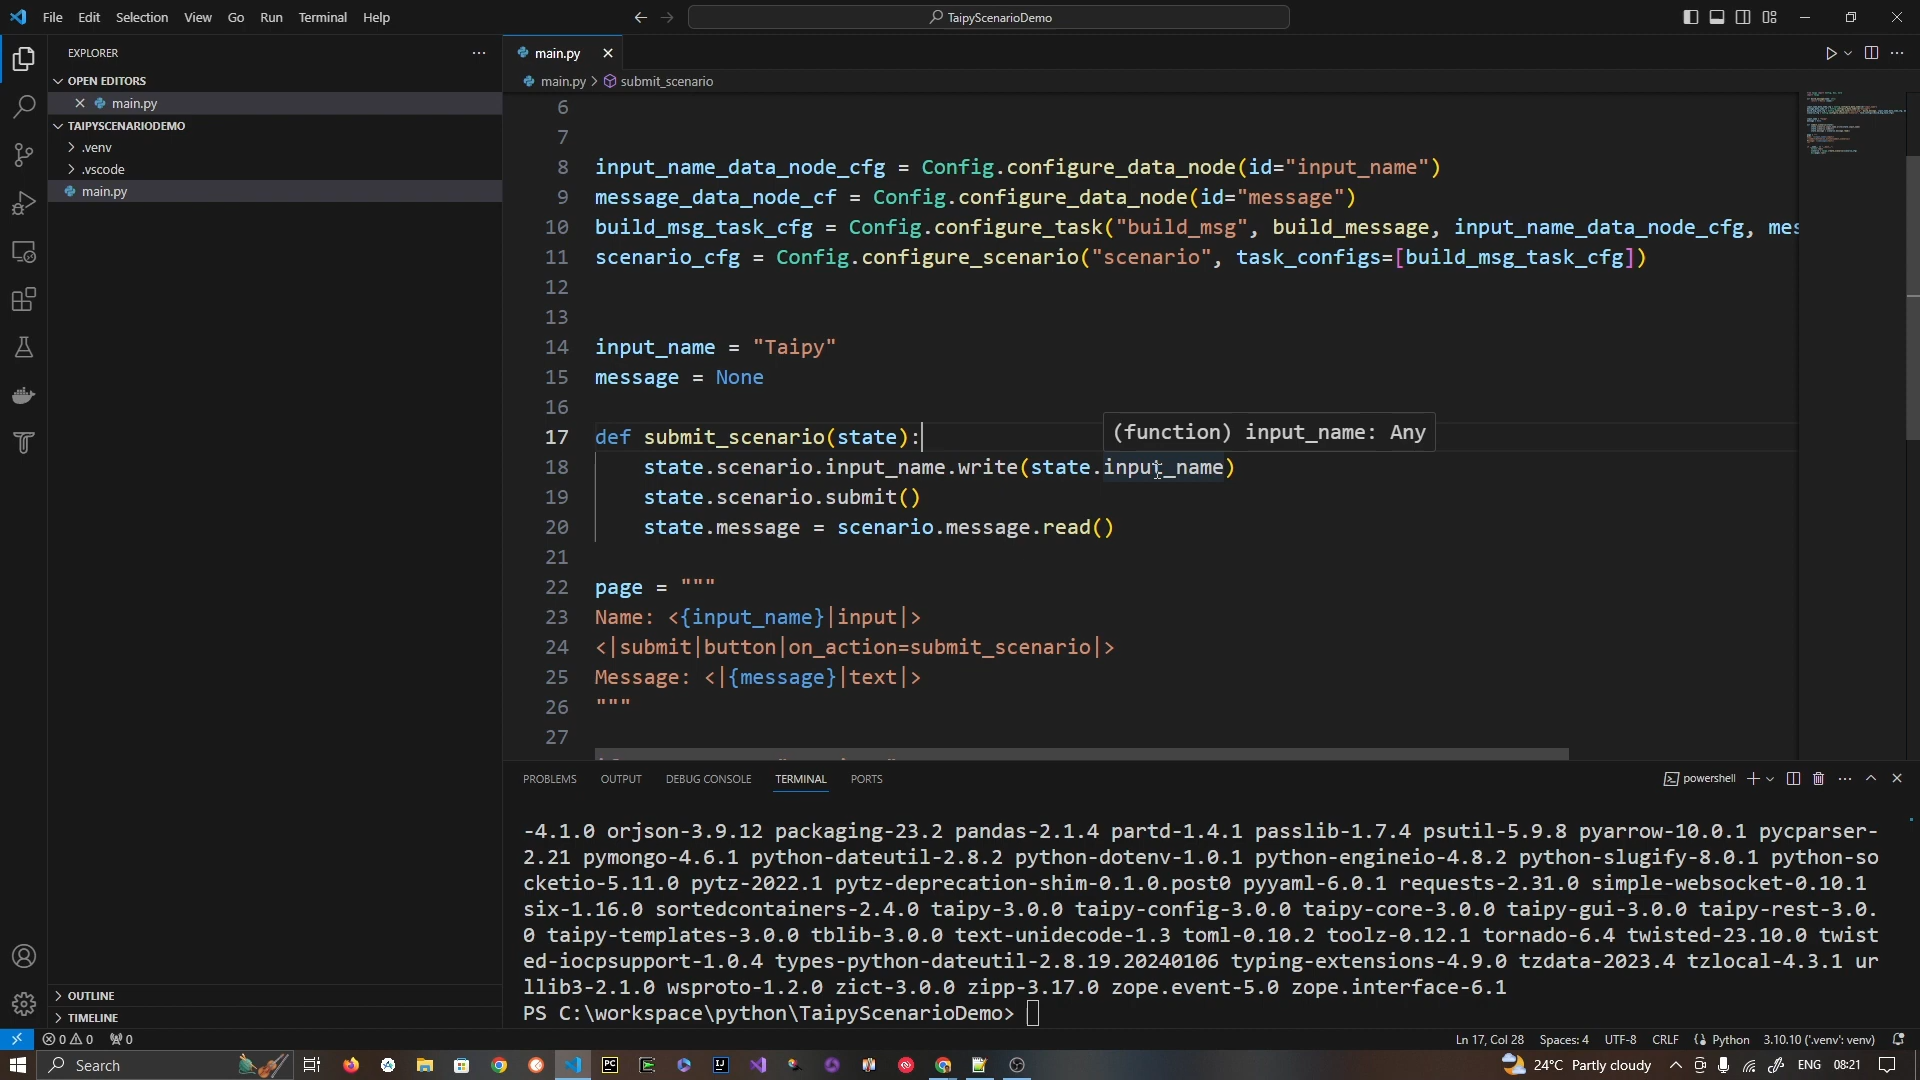 File Edit Selection View Go Run Terminal Help
TaipyScenarioDemo
EXPLORER
OPEN EDITORS
main.py
TAIPYSCENARIODEMO
.venv
.vscode
main.py
OUTLINE
TIMELINE
main.py
main.py > submit_scenario
6
7
8 input_name_data_node_cfg = Config.configure_data_node(id="input_name")
9 message_data_node_cf = Config.configure_data_node(id="message")
10 build_msg_task_cfg = Config.configure_task("build_msg", build_message, input_name_data_node_cfg, mes
11 scenario_cfg = Config.configure_scenario("scenario", task_configs=[build_msg_task_cfg])
12
13
14 input_name = "Taipy"
15 message = None
16
(function) input_name: Any
17 def submit_scenario(state):
18 state.scenario.input_name.write(state.input_name)
19 state.scenario.submit()
20 state.message = scenario.message.read()
21
22 page = """
23 Name: <{input_name}|input|>
24 <|submit|button|on_action=submit_scenario|>
25 Message: <|{message}|text|>
26 """
27
PROBLEMS OUTPUT DEBUG CONSOLE TERMINAL PORTS
powershell
-4.1.0 orjson-3.9.12 packaging-23.2 pandas-2.1.4 partd-1.4.1 passlib-1.7.4 psutil-5.9.8 pyarrow-10.0.1 pycparser-
2.21 pymongo-4.6.1 python-dateutil-2.8.2 python-dotenv-1.0.1 python-engineio-4.8.2 python-slugify-8.0.1 python-so
cketio-5.11.0 pytz-2022.1 pytz-deprecation-shim-0.1.0.post0 pyyaml-6.0.1 requests-2.31.0 simple-websocket-0.10.1
six-1.16.0 sortedcontainers-2.4.0 taipy-3.0.0 taipy-config-3.0.0 taipy-core-3.0.0 taipy-gui-3.0.0 taipy-rest-3.0.
0 taipy-templates-3.0.0 tblib-3.0.0 text-unidecode-1.3 toml-0.10.2 toolz-0.12.1 tornado-6.4 twisted-23.10.0 twist
ed-iocpsupport-1.0.4 types-python-dateutil-2.8.19.20240106 typing-extensions-4.9.0 tzdata-2023.4 tzlocal-4.3.1 ur
llib3-2.1.0 wsproto-1.2.0 zict-3.0.0 zipp-3.17.0 zope.event-5.0 zope.interface-6.1
PS C:\workspace\python\TaipyScenarioDemo>
0 0 0 Ln 17, Col 28 Spaces: 4 UTF-8 CRLF Python 3.10.10 ('.venv': venv)
Search 24°C Partly cloudy ENG 08:21